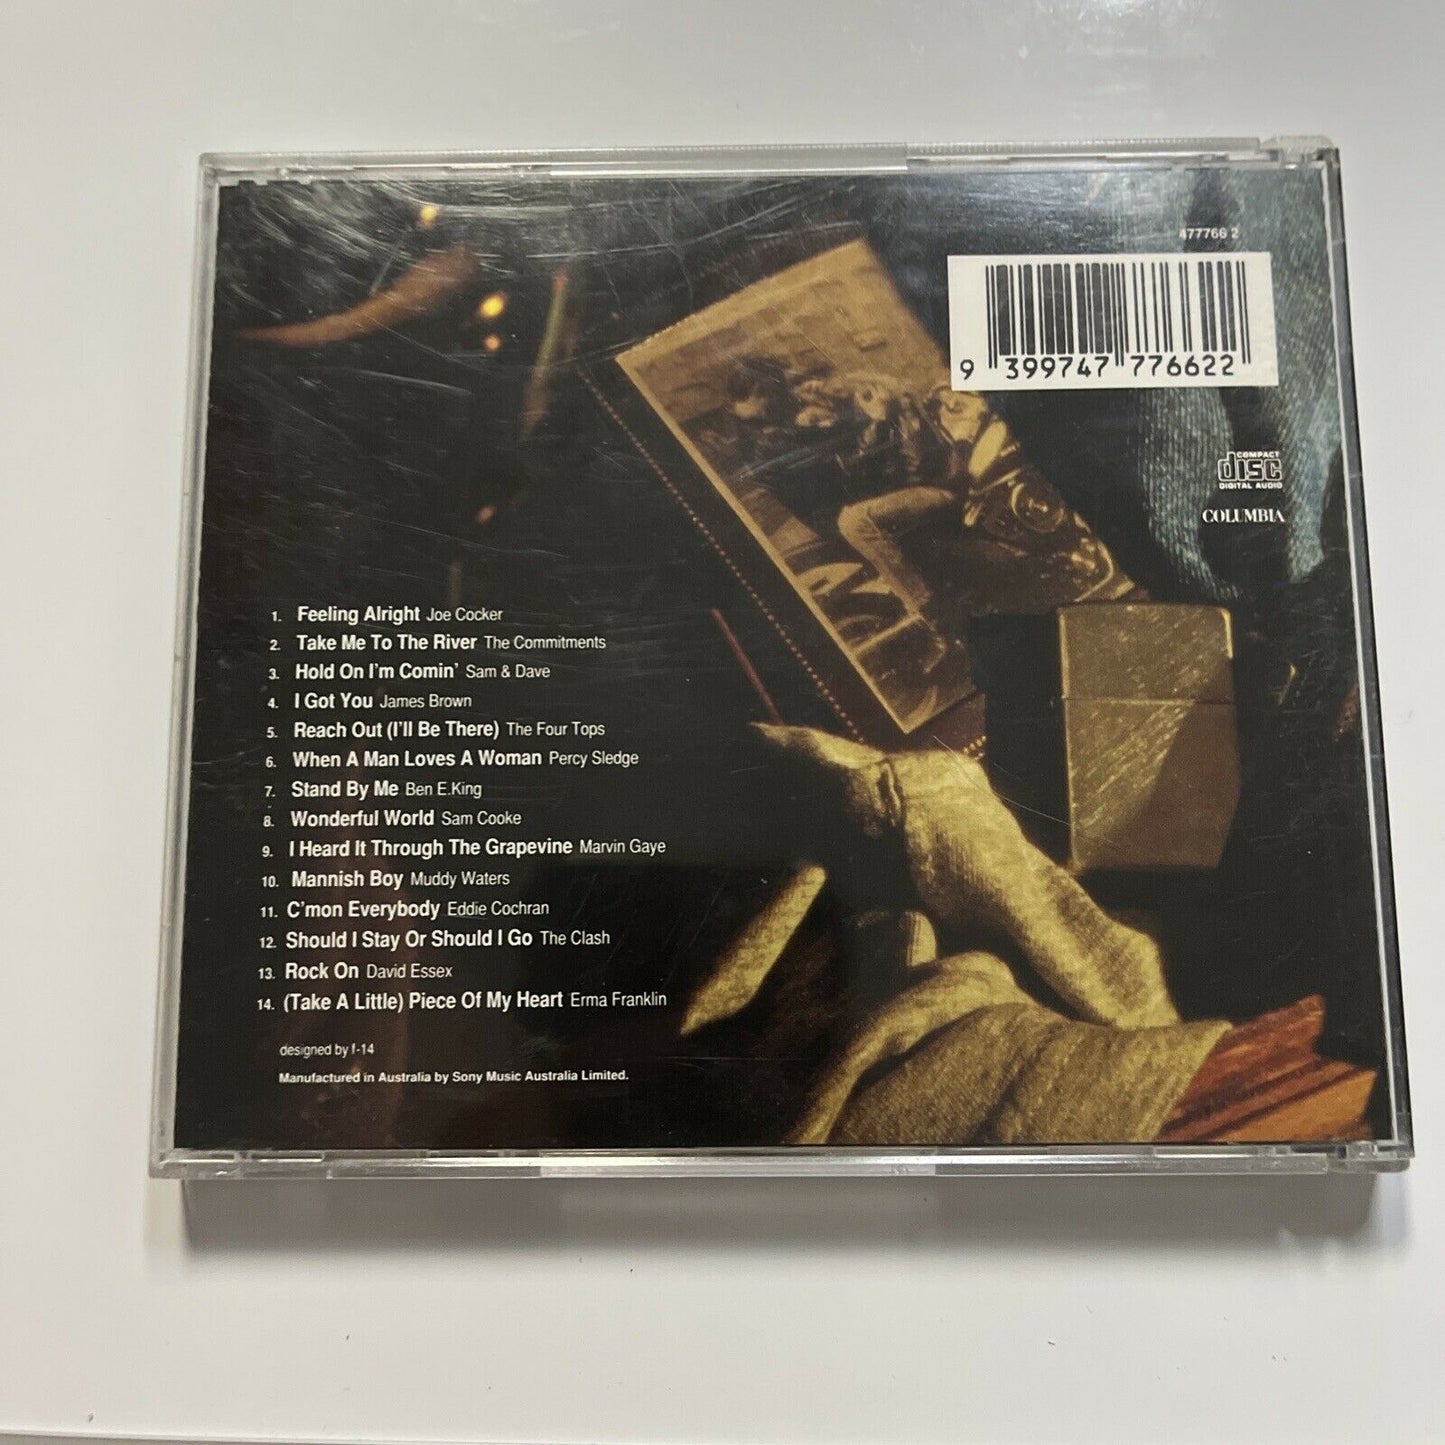 477766 2
9 399747 776622
COMPACT
disc
DIGITAL AUDIO
COLUMBIA
1. Feeling Alright Joe Cocker
2. Take Me To The River The Commitments
3. Hold On I'm Comin' Sam & Dave
4. I Got You James Brown
5. Reach Out (I'll Be There) The Four Tops
6. When A Man Loves A Woman Percy Sledge
7. Stand By Me Ben E.King
8. Wonderful World Sam Cooke
9. I Heard It Through The Grapevine Marvin Gaye
10. Mannish Boy Muddy Waters
11. C'mon Everybody Eddie Cochran
12. Should I Stay Or Should I Go The Clash
13. Rock On David Essex
14. (Take A Little) Piece Of My Heart Erma Franklin
designed by f-14
Manufactured in Australia by Sony Music Australia Limited.